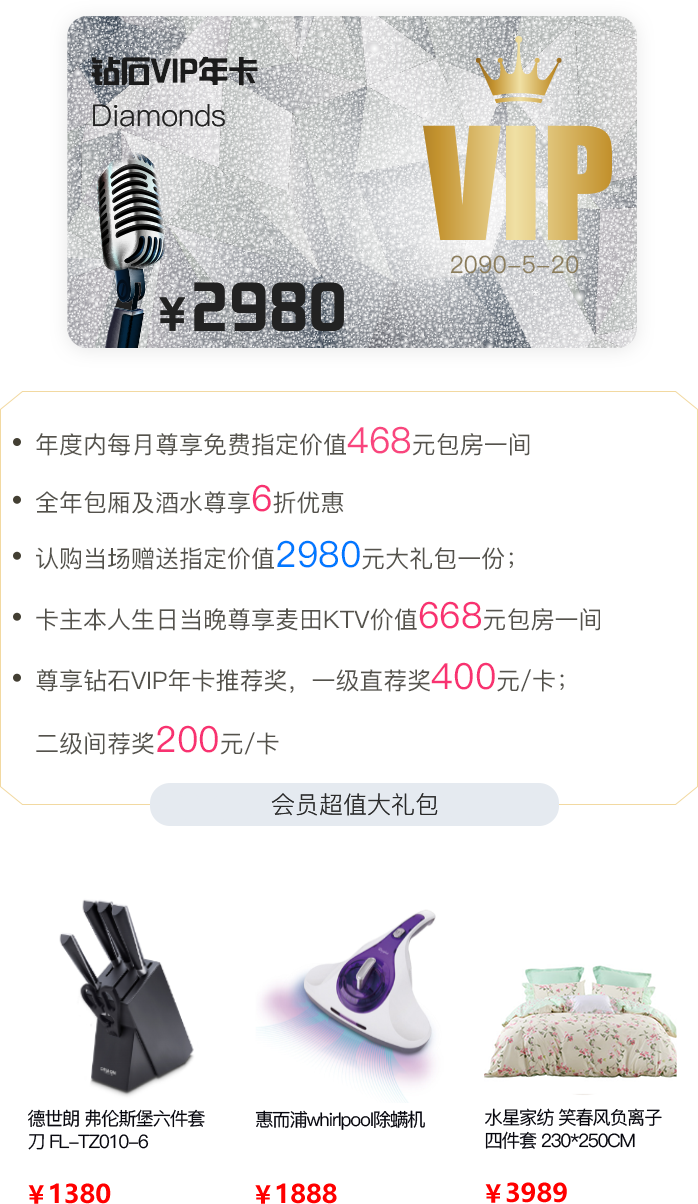 钻石VIP年卡
Diamonds
VIP
2090-5-20
¥2980
• 年度内每月尊享免费指定价值468元包房一间
• 全年包厢及酒水尊享6折优惠
• 认购当场赠送指定价值2980元大礼包一份；
• 卡主本人生日当晚尊享麦田KTV价值668元包房一间
• 尊享钻石VIP年卡推荐奖，一级直荐奖400元/卡；
二级间荐奖200元/卡
会员超值大礼包
德世朗 弗伦斯堡六件套
刀 FL-TZ010-6
¥1380
惠而浦whirlpool除螨机
¥1888
水星家纺 笑春风负离子
四件套 230*250CM
¥3989